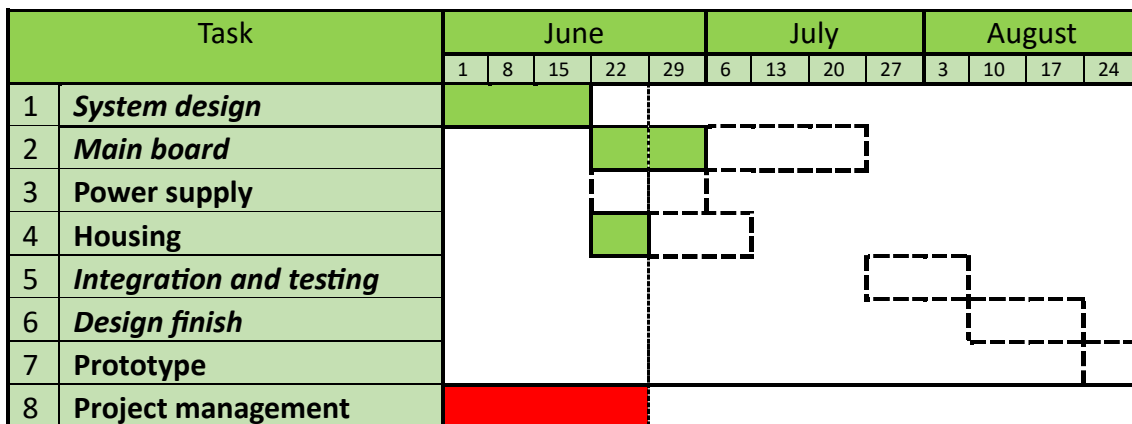 Task June July August
1 8 15 22 29 6 13 20 27 3 10 17 24
1 System design
2 Main board
3 Power supply
4 Housing
5 Integration and testing
6 Design finish
7 Prototype
8 Project management